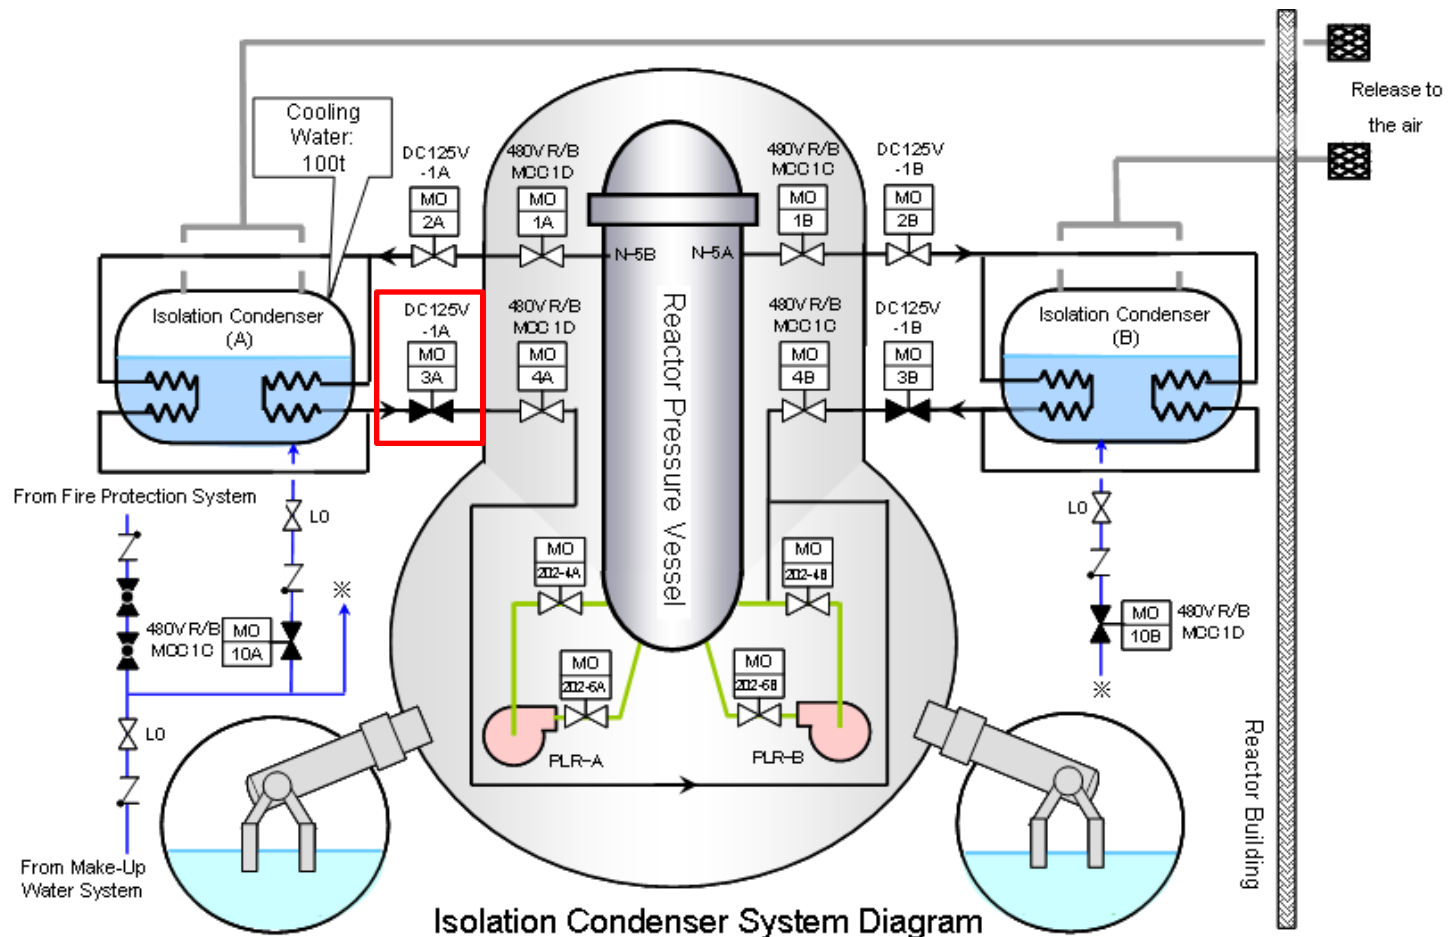 Release to
the air
Cooling
Water:
100t
DC125V
-1A
MO
2A
480V R/B
MCC1D
MO
1A
480V R/B
MCC1C
MO
1B
DC125V
-1B
MO
2B
N-5B
N-5A
Isolation Condenser
(A)
DC125V
-1A
MO
3A
480V R/B
MCC1D
MO
4A
Reactor Pressure Vessel
480V R/B
MCC1C
MO
4B
DC125V
-1B
MO
3B
Isolation Condenser
(B)
From Fire Protection System
LO
LO
MO
202-4A
MO
202-4B
※
480V R/B
MCC1C
MO
10A
MO
10B
480V R/B
MCC1D
※
MO
202-6A
MO
202-6B
LO
PLR-A
PLR-B
Reactor Building
From Make-Up
Water System
Isolation Condenser System Diagram